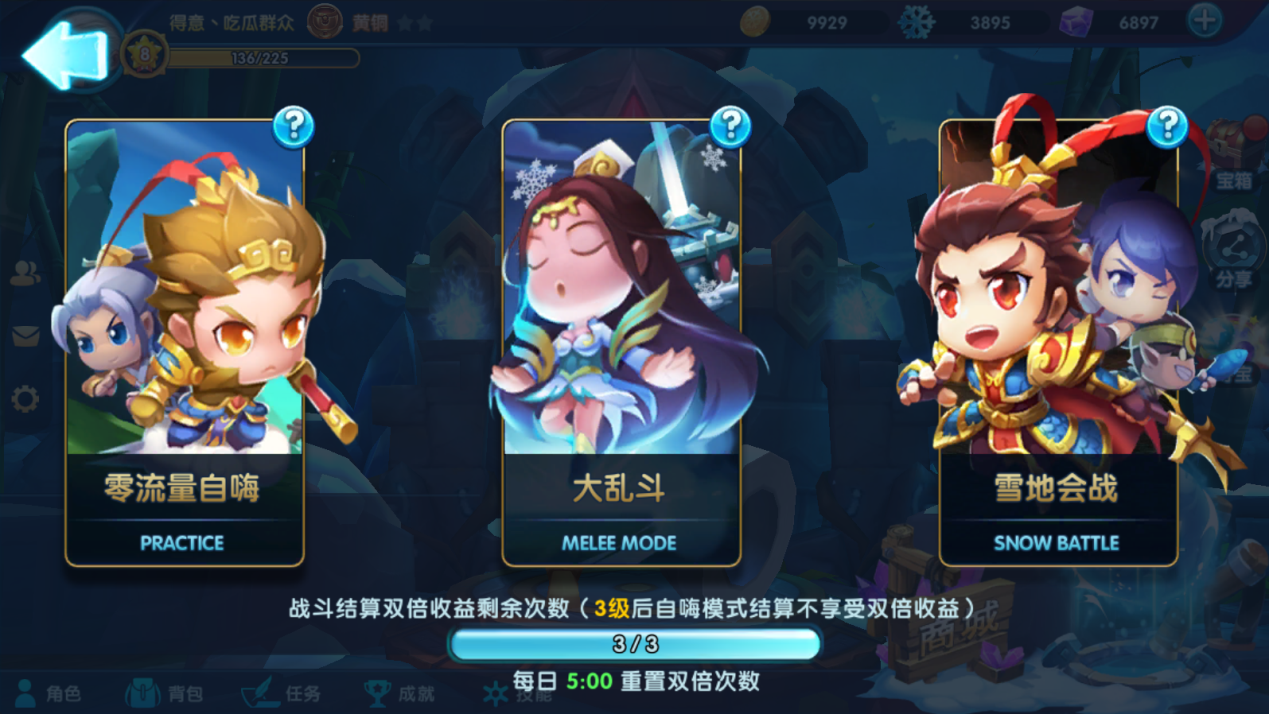 得意、吃瓜群众
黄铜
9929
3895
6897
8
136/225
?
?
?
宝箱
分享
零流量自嗨
大乱斗
雪地会战
PRACTICE
MELEE MODE
SNOW BATTLE
战斗结算双倍收益剩余次数（3级后自嗨模式结算不享受双倍收益）
3/3
商城
每日 5:00 重置双倍次数
角色
背包
任务
成就
技能